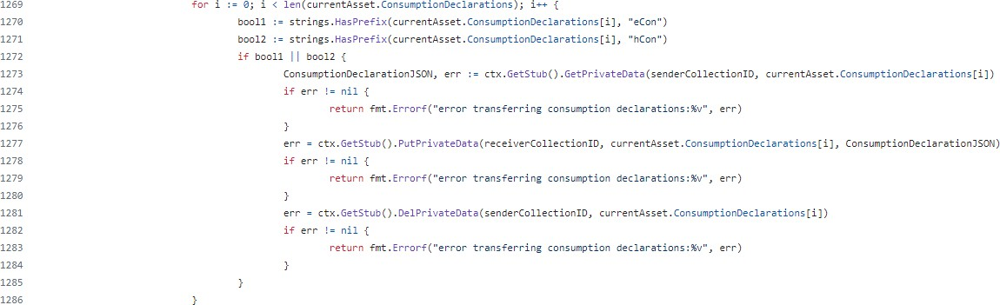 1269 for i := 0; i < len(currentAsset.ConsumptionDeclarations); i++ {
1270 bool1 := strings.HasPrefix(currentAsset.ConsumptionDeclarations[i], "eCon")
1271 bool2 := strings.HasPrefix(currentAsset.ConsumptionDeclarations[i], "hCon")
1272 if bool1 || bool2 {
1273 ConsumptionDeclarationJSON, err := ctx.GetStub().GetPrivateData(senderCollectionID, currentAsset.ConsumptionDeclarations[i])
1274 if err != nil {
1275 return fmt.Errorf("error transferring consumption declarations:%v", err)
1276 }
1277 err = ctx.GetStub().PutPrivateData(receiverCollectionID, currentAsset.ConsumptionDeclarations[i], ConsumptionDeclarationJSON)
1278 if err != nil {
1279 return fmt.Errorf("error transferring consumption declarations:%v", err)
1280 }
1281 err = ctx.GetStub().DelPrivateData(senderCollectionID, currentAsset.ConsumptionDeclarations[i])
1282 if err != nil {
1283 return fmt.Errorf("error transferring consumption declarations:%v", err)
1284 }
1285 }
1286 }